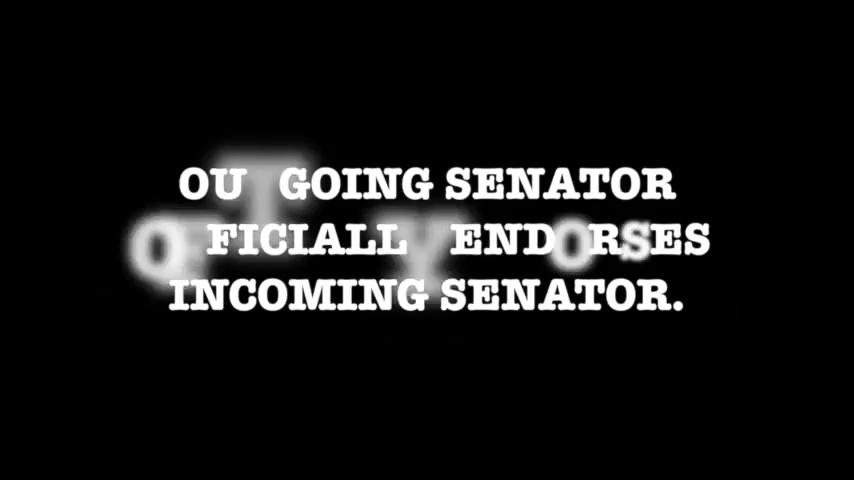 OUTGOING SENATOR
OFFICIALLY ENDORSES
INCOMING SENATOR.